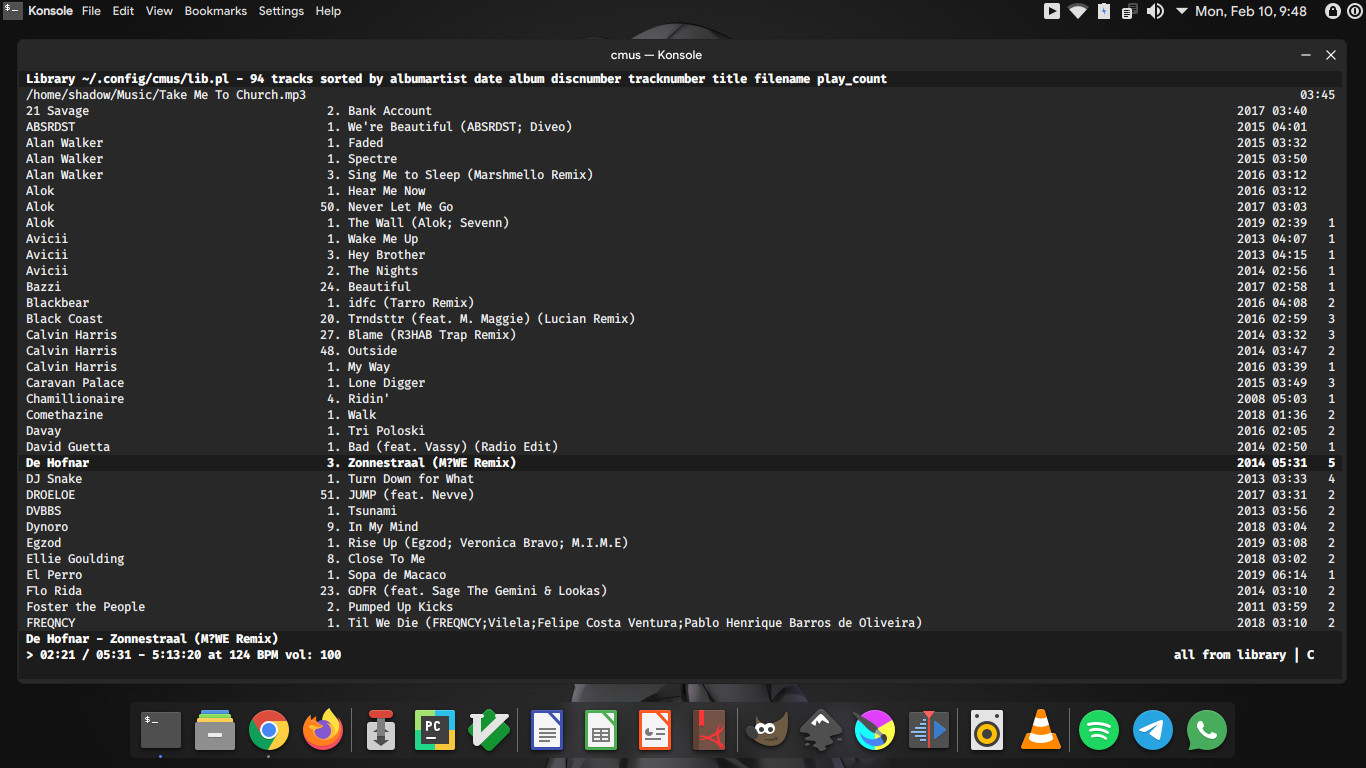 Konsole File Edit View Bookmarks Settings Help Mon, Feb 10, 9:48
cmus — Konsole
Library ~/.config/cmus/lib.pl - 94 tracks sorted by albumartist date album discnumber tracknumber title filename play_count
/home/shadow/Music/Take Me To Church.mp3 03:45
21 Savage 2. Bank Account 2017 03:40
ABSRDST 1. We're Beautiful (ABSRDST; Diveo) 2015 04:01
Alan Walker 1. Faded 2015 03:32
Alan Walker 1. Spectre 2015 03:50
Alan Walker 3. Sing Me to Sleep (Marshmello Remix) 2016 03:12
Alok 1. Hear Me Now 2016 03:12
Alok 50. Never Let Me Go 2017 03:03
Alok 1. The Wall (Alok; Sevenn) 2019 02:39 1
Avicii 1. Wake Me Up 2013 04:07 1
Avicii 3. Hey Brother 2013 04:15 1
Avicii 2. The Nights 2014 02:56 1
Bazzi 24. Beautiful 2017 02:58 1
Blackbear 1. idfc (Tarro Remix) 2016 04:08 2
Black Coast 20. Trndsttr (feat. M. Maggie) (Lucian Remix) 2016 02:59 3
Calvin Harris 27. Blame (R3HAB Trap Remix) 2014 03:32 3
Calvin Harris 48. Outside 2014 03:47 2
Calvin Harris 1. My Way 2016 03:39 1
Caravan Palace 1. Lone Digger 2015 03:49 3
Chamillionaire 4. Ridin' 2008 05:03 1
Comethazine 1. Walk 2018 01:36 2
Davay 1. Tri Poloski 2016 02:05 2
David Guetta 1. Bad (feat. Vassy) (Radio Edit) 2014 02:50 1
De Hofnar 3. Zonnestraal (M?WE Remix) 2014 05:31 5
DJ Snake 1. Turn Down for What 2013 03:33 4
DROELOE 51. JUMP (feat. Nevve) 2017 03:31 2
DVBBS 1. Tsunami 2013 03:56 2
Dynoro 9. In My Mind 2018 03:04 2
Egzod 1. Rise Up (Egzod; Veronica Bravo; M.I.M.E) 2019 03:08 2
Ellie Goulding 8. Close To Me 2018 03:02 2
El Perro 1. Sopa de Macaco 2019 06:14 1
Flo Rida 23. GDFR (feat. Sage The Gemini & Lookas) 2014 03:10 2
Foster the People 2. Pumped Up Kicks 2011 03:59 2
FREQNCY 1. Til We Die (FREQNCY;Vilela;Felipe Costa Ventura;Pablo Henrique Barros de Oliveira) 2018 03:10 2
De Hofnar - Zonnestraal (M?WE Remix)
> 02:21 / 05:31 - 5:13:20 at 124 BPM vol: 100 all from library | C
PC